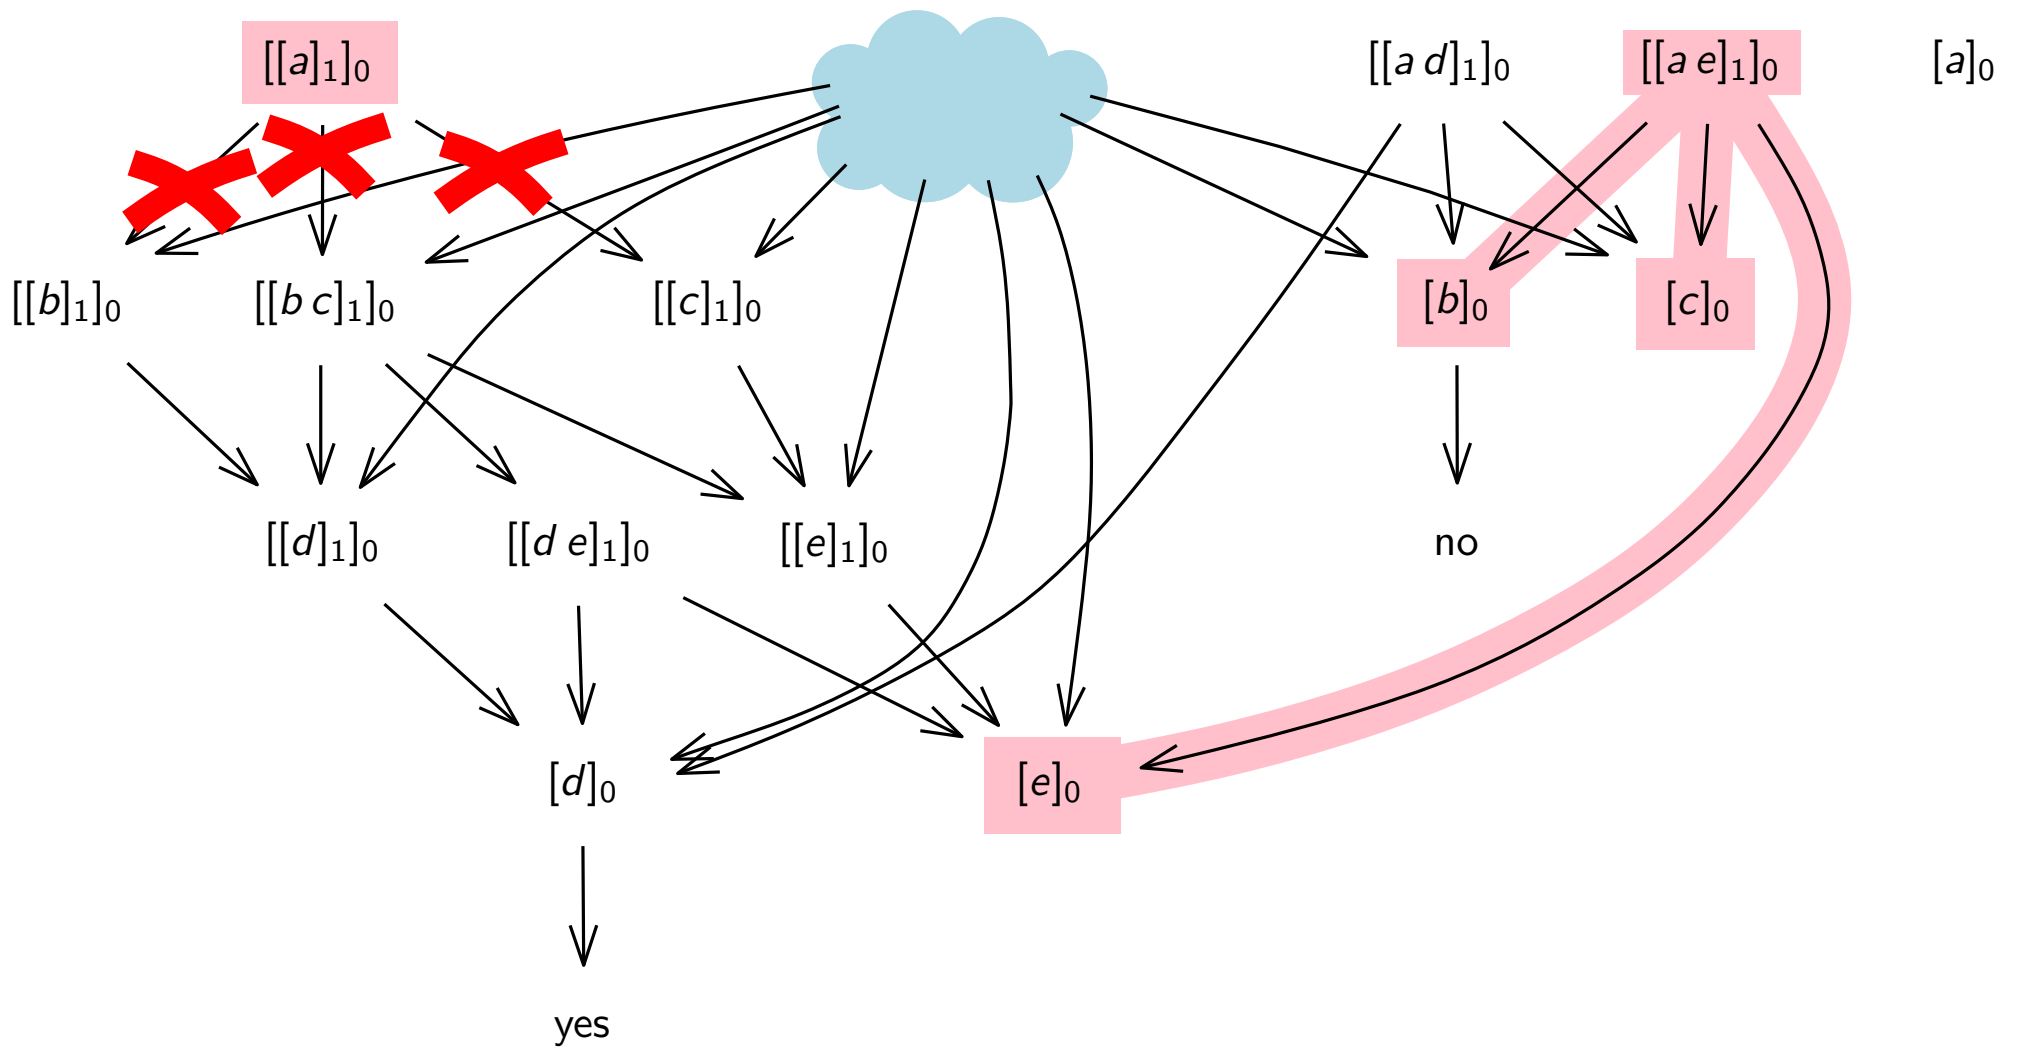 [[a]₁]₀ [[a d]₁]₀ [[a e]₁]₀ [a]₀
[[b]₁]₀ [[b c]₁]₀ [[c]₁]₀ [b]₀ [c]₀
[[d]₁]₀ [[d e]₁]₀ [[e]₁]₀ no
[d]₀ [e]₀
yes